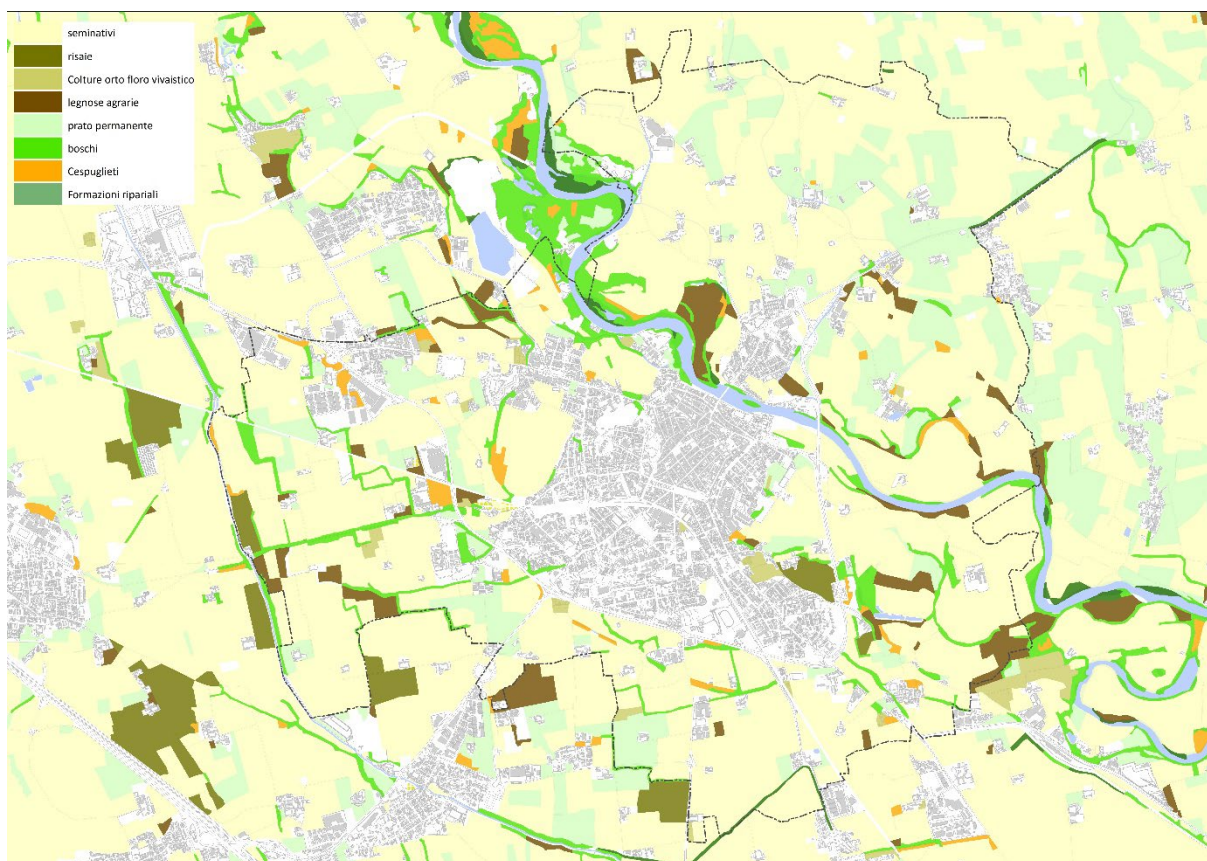 seminativi
risaie
Colture orto floro vivaistico
legnose agrarie
prato permanente
boschi
Cespuglieti
Formazioni ripariali